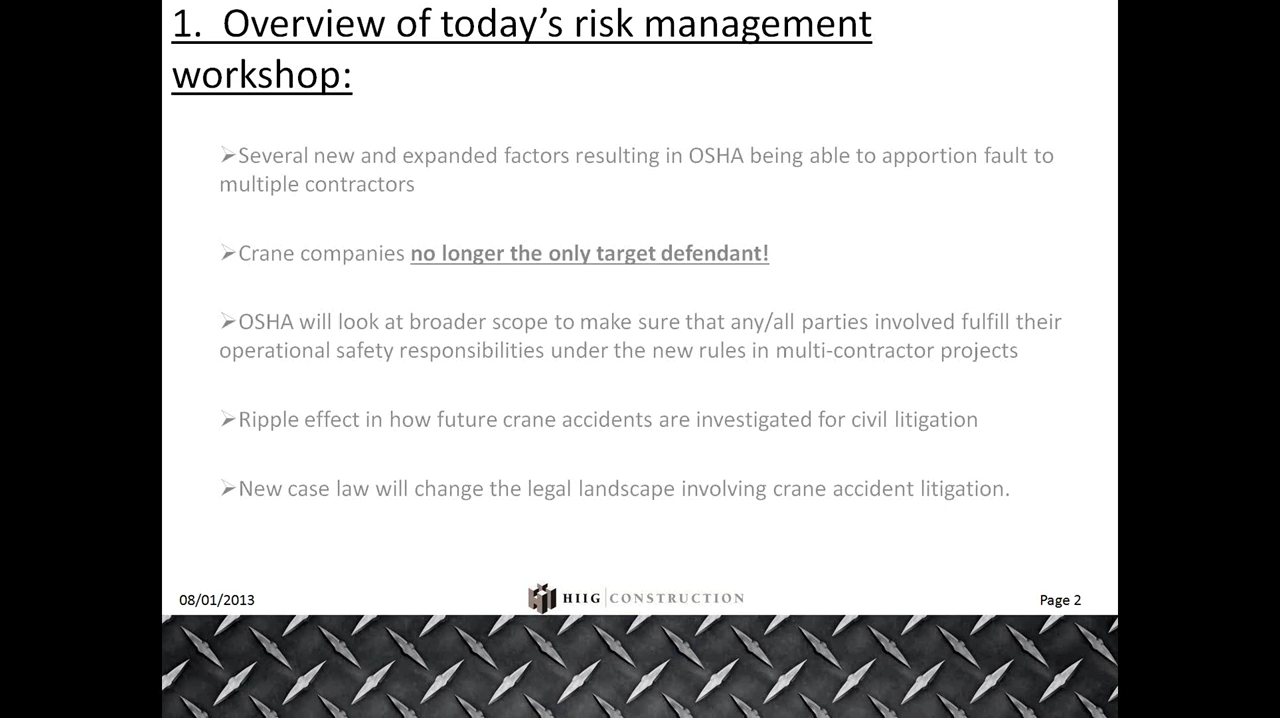 1.  Overview of today’s risk management
workshop:
➢Several new and expanded factors resulting in OSHA being able to apportion fault to
multiple contractors
➢Crane companies no longer the only target defendant!
➢OSHA will look at broader scope to make sure that any/all parties involved fulfill their
operational safety responsibilities under the new rules in multi-contractor projects
➢Ripple effect in how future crane accidents are investigated for civil litigation
➢New case law will change the legal landscape involving crane accident litigation.
08/01/2013
HIIG CONSTRUCTION
Page 2